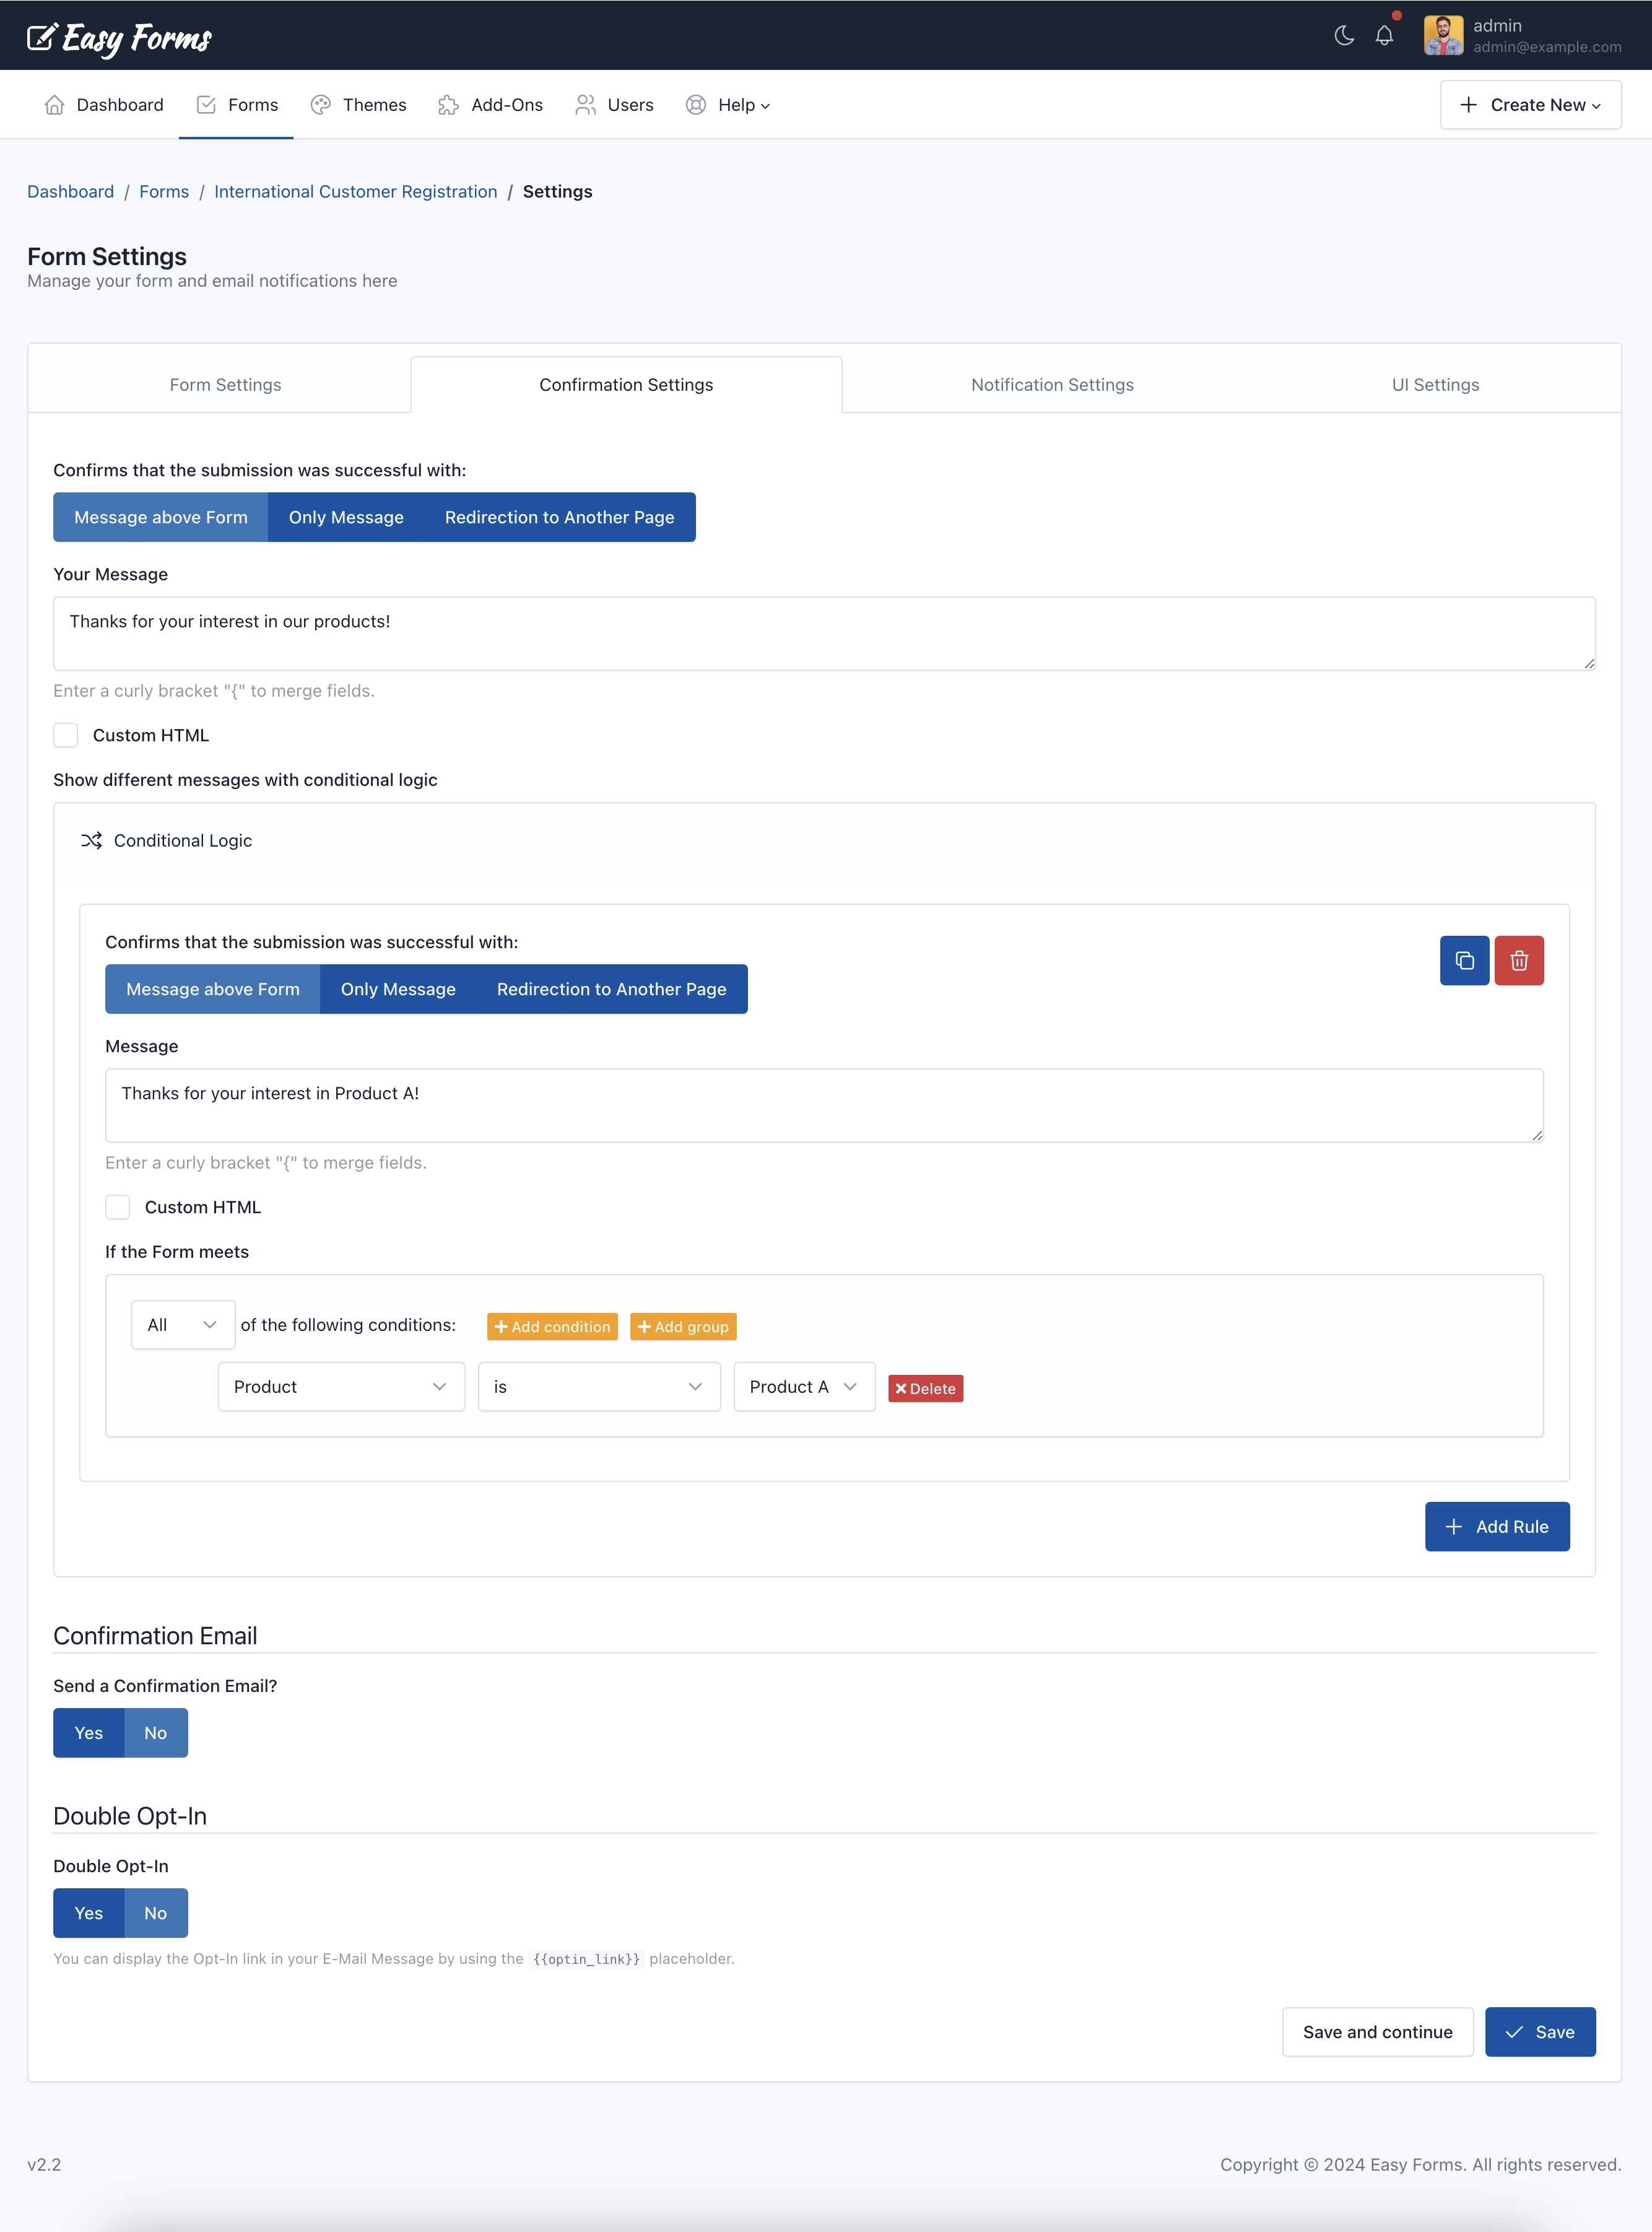 Easy Forms
admin
admin@example.com
Dashboard Forms Themes Add-Ons Users Help Create New
Dashboard / Forms / International Customer Registration / Settings
Form Settings
Manage your form and email notifications here
Form Settings Confirmation Settings Notification Settings UI Settings
Confirms that the submission was successful with:
Message above Form Only Message Redirection to Another Page
Your Message
Thanks for your interest in our products!
Enter a curly bracket "{" to merge fields.
Custom HTML
Show different messages with conditional logic
Conditional Logic
Confirms that the submission was successful with:
Message above Form Only Message Redirection to Another Page
Message
Thanks for your interest in Product A!
Enter a curly bracket "{" to merge fields.
Custom HTML
If the Form meets
All of the following conditions: Add condition Add group
Product is Product A Delete
Add Rule
Confirmation Email
Send a Confirmation Email?
Yes No
Double Opt-In
Double Opt-In
Yes No
You can display the Opt-In link in your E-Mail Message by using the {{optin_link}} placeholder.
Save and continue Save
v2.2 Copyright © 2024 Easy Forms. All rights reserved.